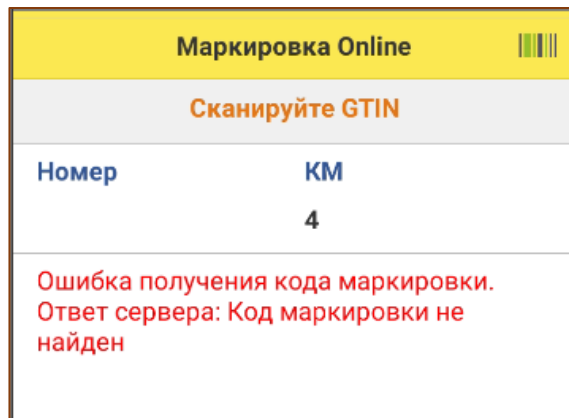 Маркировка Online
Сканируйте GTIN
Номер КМ
4
Ошибка получения кода маркировки.
Ответ сервера: Код маркировки не
найден